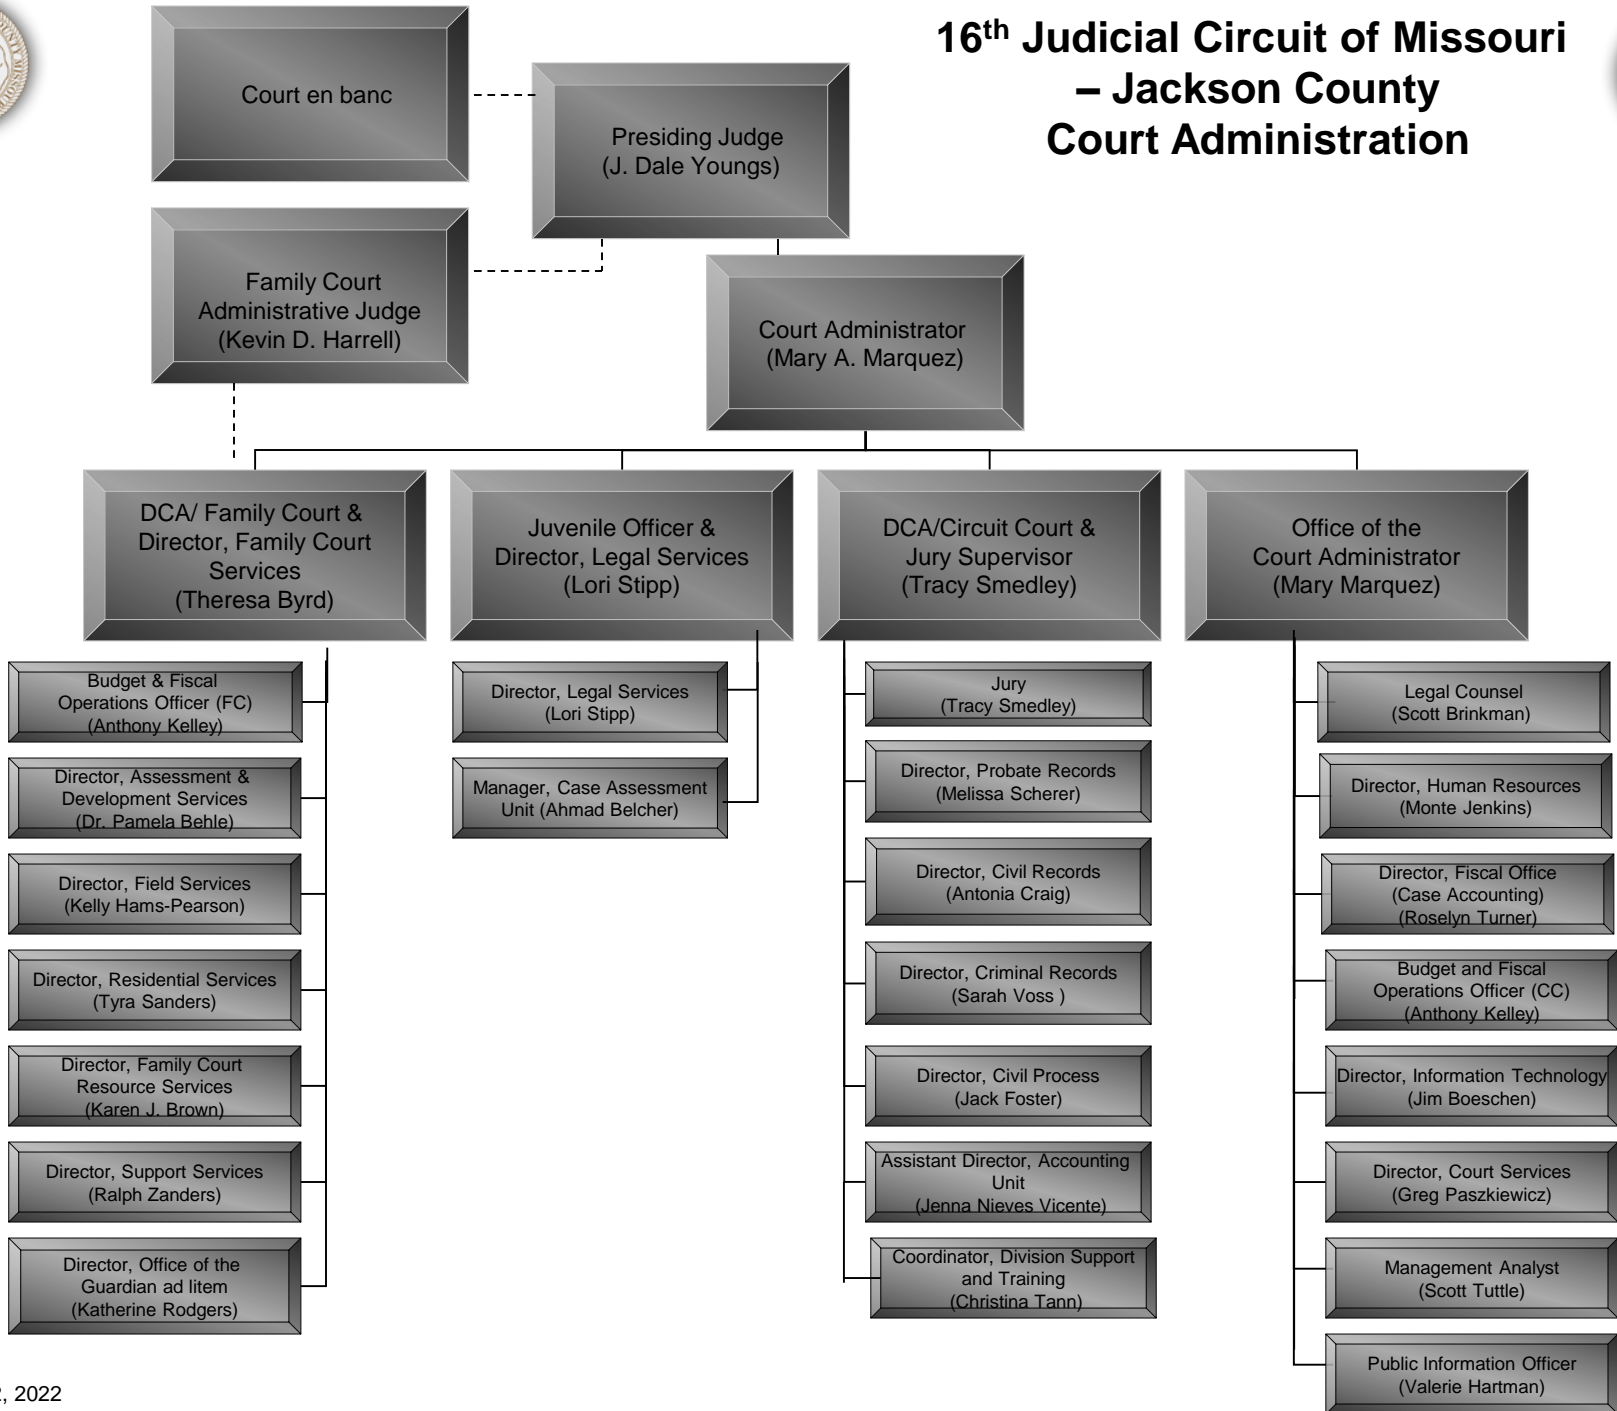 16th Judicial Circuit of Missouri
– Jackson County
Court Administration
Court en banc
Presiding Judge
(J. Dale Youngs)
Family Court
Administrative Judge
(Kevin D. Harrell)
Court Administrator
(Mary A. Marquez)
DCA/ Family Court &
Director, Family Court
Services
(Theresa Byrd)
Juvenile Officer &
Director, Legal Services
(Lori Stipp)
DCA/Circuit Court &
Jury Supervisor
(Tracy Smedley)
Office of the
Court Administrator
(Mary Marquez)
Budget & Fiscal
Operations Officer (FC)
(Anthony Kelley)
Director, Assessment &
Development Services
(Dr. Pamela Behle)
Director, Field Services
(Kelly Hams-Pearson)
Director, Residential Services
(Tyra Sanders)
Director, Family Court
Resource Services
(Karen J. Brown)
Director, Support Services
(Ralph Zanders)
Director, Office of the
Guardian ad litem
(Katherine Rodgers)
Director, Legal Services
(Lori Stipp)
Manager, Case Assessment
Unit (Ahmad Belcher)
Jury
(Tracy Smedley)
Director, Probate Records
(Melissa Scherer)
Director, Civil Records
(Antonia Craig)
Director, Criminal Records
(Sarah Voss )
Director, Civil Process
(Jack Foster)
Assistant Director, Accounting
Unit
(Jenna Nieves Vicente)
Coordinator, Division Support
and Training
(Christina Tann)
Legal Counsel
(Scott Brinkman)
Director, Human Resources
(Monte Jenkins)
Director, Fiscal Office
(Case Accounting)
(Roselyn Turner)
Budget and Fiscal
Operations Officer (CC)
(Anthony Kelley)
Director, Information Technology
(Jim Boeschen)
Director, Court Services
(Greg Paszkiewicz)
Management Analyst
(Scott Tuttle)
Public Information Officer
(Valerie Hartman)
, 2022